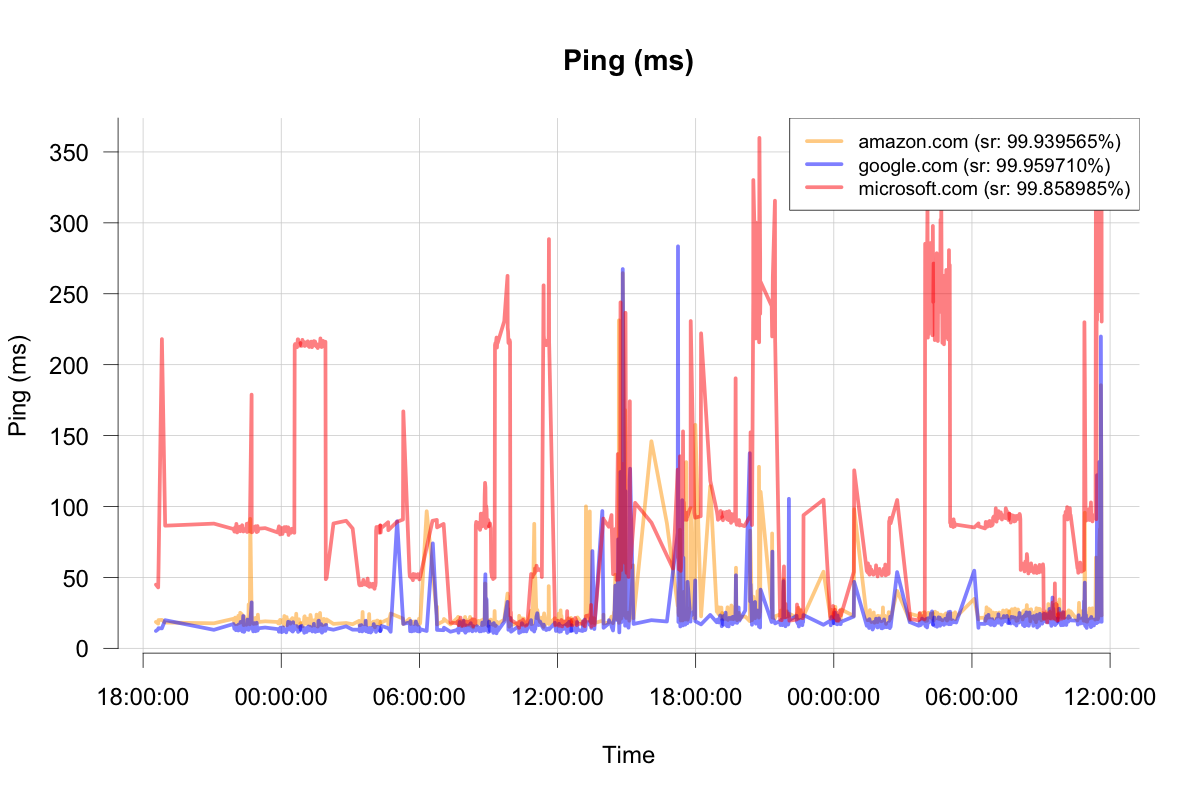 Ping (ms)
amazon.com (sr: 99.939565%)
google.com (sr: 99.959710%)
microsoft.com (sr: 99.858985%)
350
300
250
200
150
100
50
0
Ping (ms)
18:00:00 00:00:00 06:00:00 12:00:00 18:00:00 00:00:00 06:00:00 12:00:00
Time